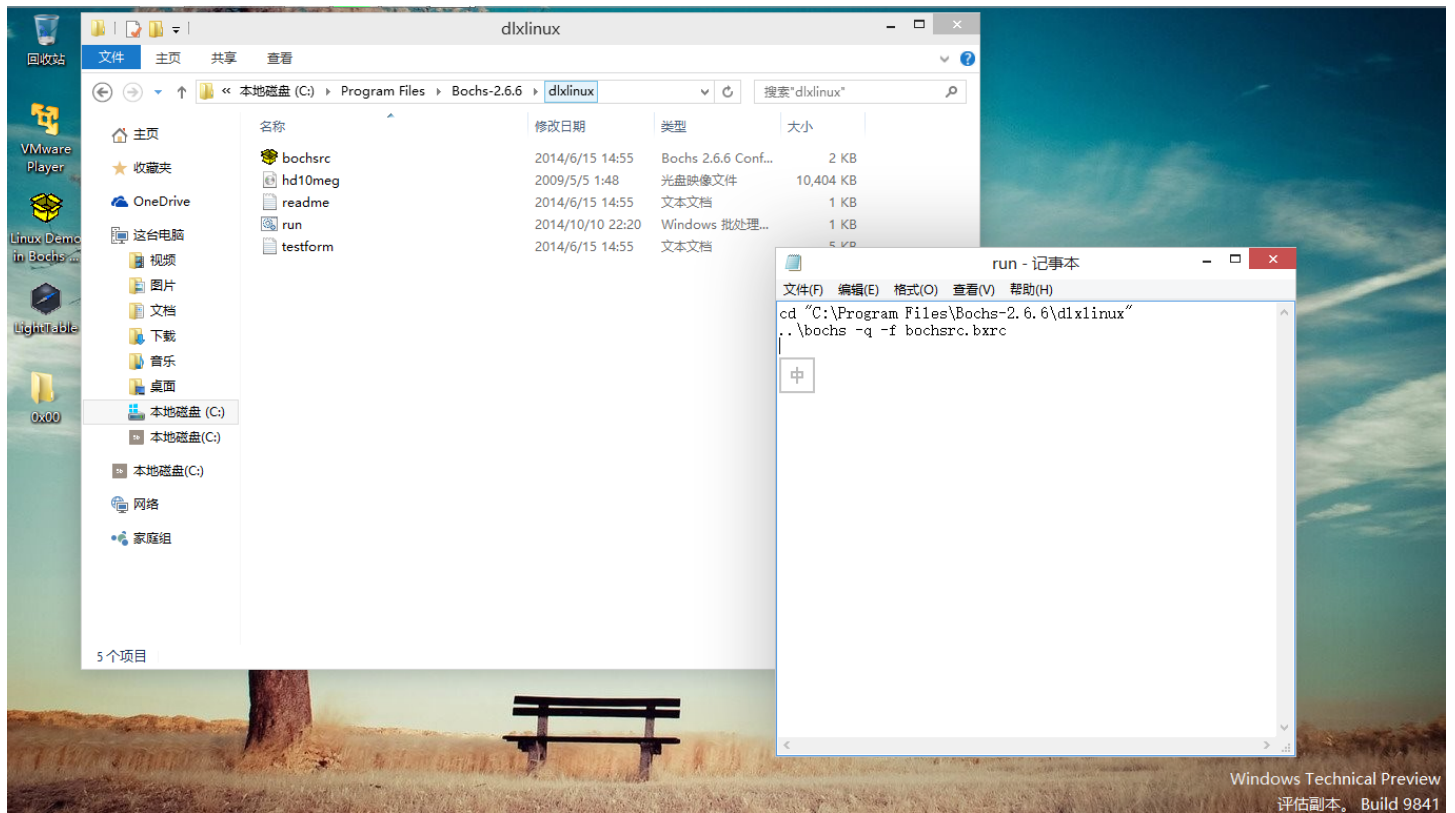 回收站
VMware
Player
Linux Demo
in Bochs ...
LightTable
0x00
dlxlinux
文件 主页 共享 查看
« 本地磁盘 (C:) Program Files Bochs-2.6.6 dlxlinux
搜索"dlxlinux"
主页
收藏夹
OneDrive
这台电脑
视频
图片
文档
下载
音乐
桌面
本地磁盘 (C:)
本地磁盘(C:)
本地磁盘(C:)
网络
家庭组
名称 修改日期 类型 大小
bochsrc 2014/6/15 14:55 Bochs 2.6.6 Conf... 2 KB
hd10meg 2009/5/5 1:48 光盘映像文件 10,404 KB
readme 2014/6/15 14:55 文本文档 1 KB
run 2014/10/10 22:20 Windows 批处理... 1 KB
testform 2014/6/15 14:55 文本文档 5 KB
5 个项目
run - 记事本
文件(F) 编辑(E) 格式(O) 查看(V) 帮助(H)
cd "C:\Program Files\Bochs-2.6.6\dlxlinux"
..\bochs -q -f bochsrc.bxrc
中
Windows Technical Preview
评估副本。 Build 9841